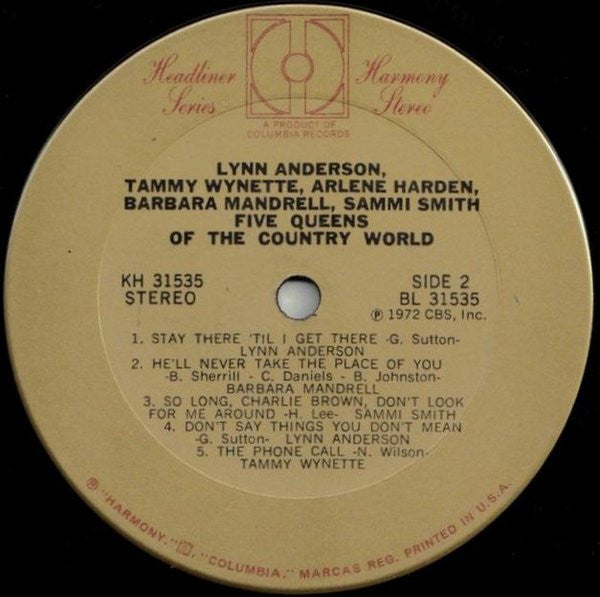 Headliner Harmony
Series Stereo
A PRODUCT OF
COLUMBIA RECORDS
LYNN ANDERSON,
TAMMY WYNETTE, ARLENE HARDEN,
BARBARA MANDRELL, SAMMI SMITH
FIVE QUEENS
OF THE COUNTRY WORLD
KH 31535 SIDE 2
STEREO BL 31535
Ⓟ 1972 CBS, Inc.
1. STAY THERE 'TIL I GET THERE -G. Sutton-
LYNN ANDERSON
2. HE'LL NEVER TAKE THE PLACE OF YOU
-B. Sherrill - C. Daniels - B. Johnston-
BARBARA MANDRELL
3. SO LONG, CHARLIE BROWN, DON'T LOOK
FOR ME AROUND -H. Lee- SAMMI SMITH
4. DON'T SAY THINGS YOU DON'T MEAN
-G. Sutton- LYNN ANDERSON
5. THE PHONE CALL -N. Wilson-
TAMMY WYNETTE
® "HARMONY," "COLUMBIA," MARCAS REG. PRINTED IN U.S.A.